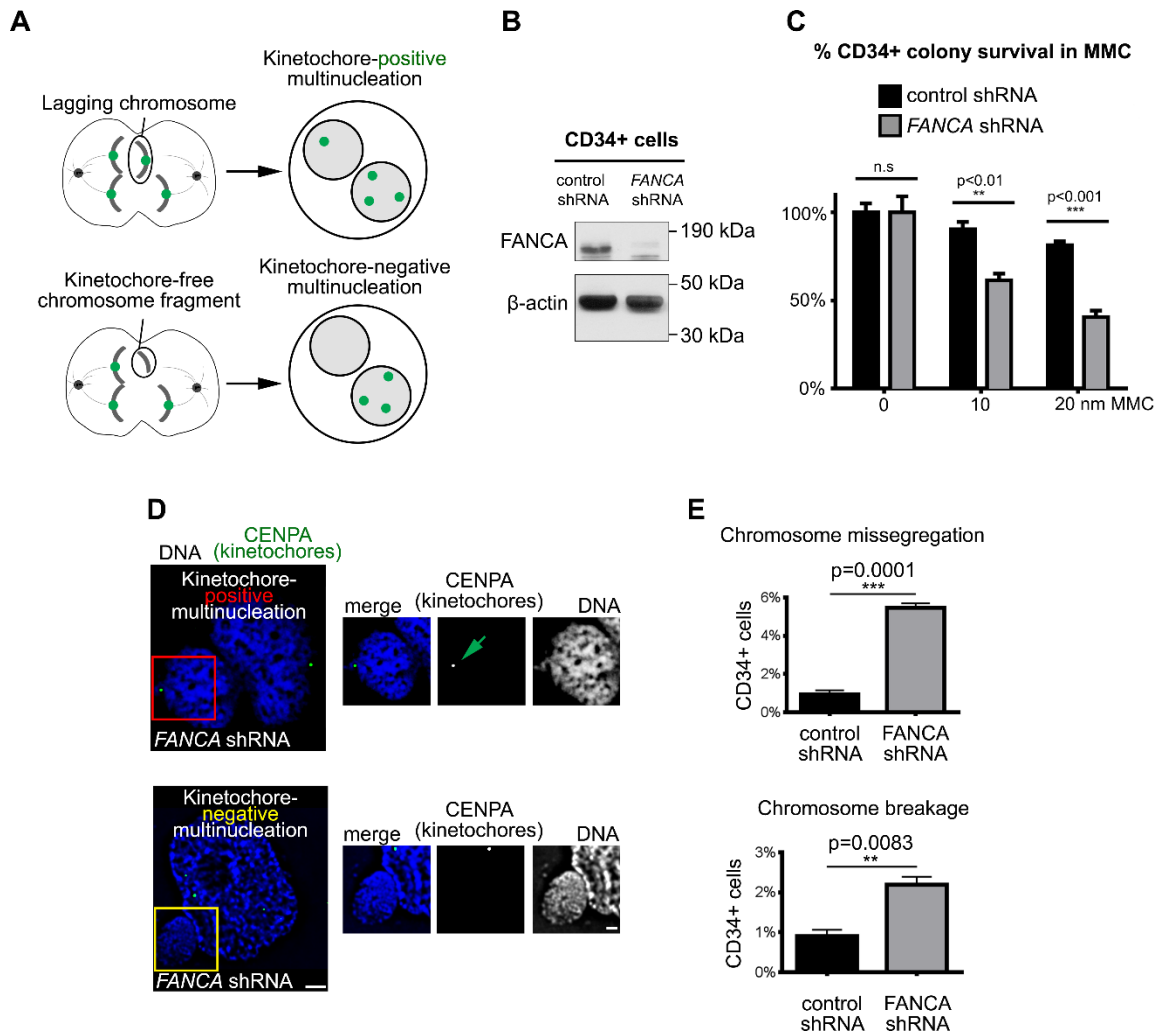 A
Kinetochore-positive
multinucleation
Lagging chromosome
Kinetochore-free
chromosome fragment
Kinetochore-negative
multinucleation
B
CD34+ cells
control
shRNA
FANCA
shRNA
FANCA
190 kDa
β-actin
50 kDa
30 kDa
C
% CD34+ colony survival in MMC
control shRNA
FANCA shRNA
n.s
p<0.01
**
p<0.001
***
100%
50%
0%
0
10
20 nm MMC
D
DNA
CENPA
(kinetochores)
Kinetochore-
positive
multinucleation
FANCA shRNA
merge
CENPA
(kinetochores)
DNA
Kinetochore-
negative
multinucleation
FANCA shRNA
merge
CENPA
(kinetochores)
DNA
E
Chromosome missegregation
p=0.0001
***
CD34+ cells
6%
4%
2%
0%
control
shRNA
FANCA
shRNA
Chromosome breakage
p=0.0083
**
CD34+ cells
3%
2%
1%
0%
control
shRNA
FANCA
shRNA